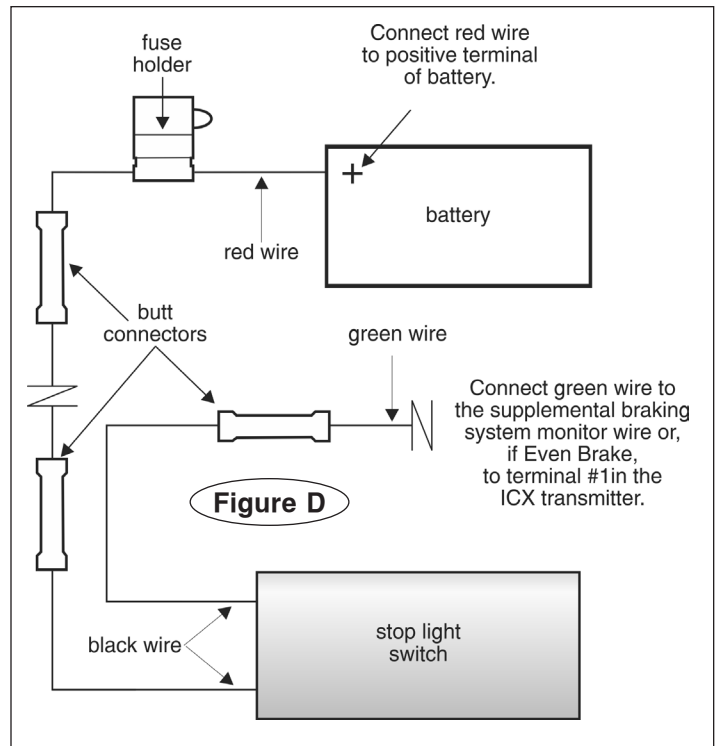 fuse
holder
Connect red wire
to positive terminal
of battery.
+
battery
red wire
butt
connectors
green wire
Connect green wire to
the supplemental braking
system monitor wire or,
if Even Brake,
to terminal #1in the
ICX transmitter.
Figure D
black wire
stop light
switch